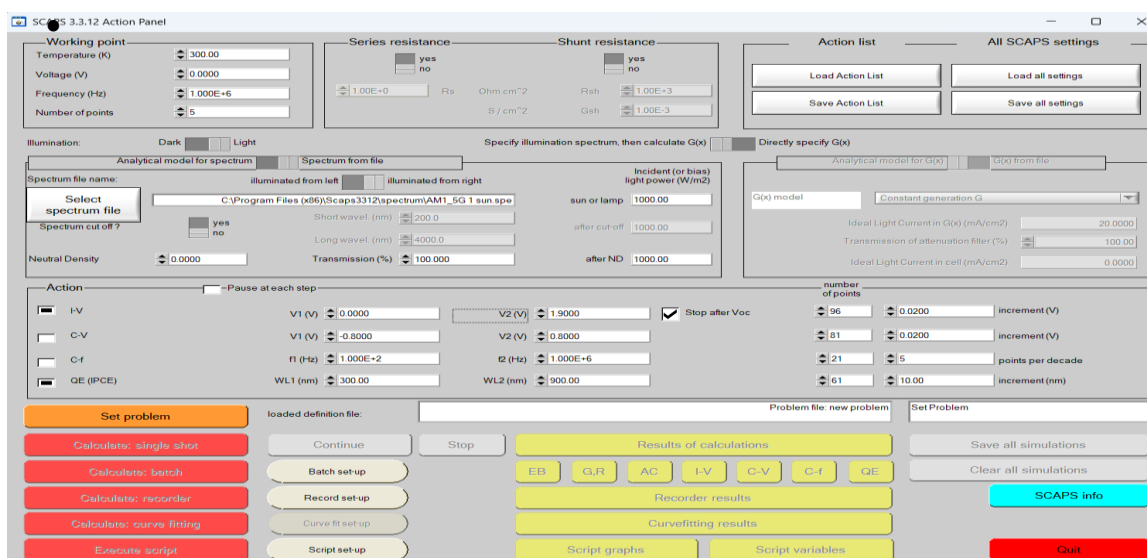 SCAPS 3.3.12 Action Panel
Working point
Series resistance
Shunt resistance
Action list
All SCAPS settings
Temperature (K) 300.00
yes
no
yes
no
Voltage (V) 0.0000
Load Action List
Load all settings
Frequency (Hz) 1.000E+6
1.00E+0 Rs Ohm.cm^2 Rsh 1.00E+3
Number of points 5
S / cm^2 Gsh 1.00E-3
Save Action List
Save all settings
Illumination: Dark Light
Specify illumination spectrum, then calculate G(x) Directly specify G(x)
Analytical model for spectrum Spectrum from file
Analytical model for G(x) G(x) from file
Spectrum file name:
illuminated from left illuminated from right
Incident (or bias)
light power (W/m2)
Select
spectrum file
C:\Program Files (x86)\Scaps3312\spectrum\AM1_5G 1 sun.spe
sun or lamp 1000.00
G(x) model Constant generation G
Spectrum cut off ? yes
no
Short wavel. (nm) 200.0
after cut-off 1000.00
Ideal Light Current in G(x) (mA/cm2) 20.0000
Long wavel. (nm) 4000.0
Transmission of attenuation filter (%) 100.00
Neutral Density 0.0000
Transmission (%) 100.000
after ND 1000.00
Ideal Light Current in cell (mA/cm2) 0.0000
Action
Pause at each step
number
of points
I-V V1 (V) 0.0000 V2 (V) 1.9000 Stop after Voc 96 0.0200 increment (V)
C-V V1 (V) -0.8000 V2 (V) 0.8000 81 0.0200 increment (V)
C-f f1 (Hz) 1.000E+2 f2 (Hz) 1.000E+6 21 5 points per decade
QE (IPCE) WL1 (nm) 300.00 WL2 (nm) 900.00 61 10.00 increment (nm)
Set problem
loaded definition file:
Problem file: new problem
Set Problem
Calculate: single shot
Continue
Stop
Results of calculations
Save all simulations
Calculate: batch
Batch set-up
EB G,R AC I-V C-V C-f QE
Clear all simulations
Calculate: recorder
Record set-up
Recorder results
SCAPS info
Calculate: curve fitting
Curve fit set-up
Curvefitting results
Execute script
Script set-up
Script graphs
Script variables
Quit